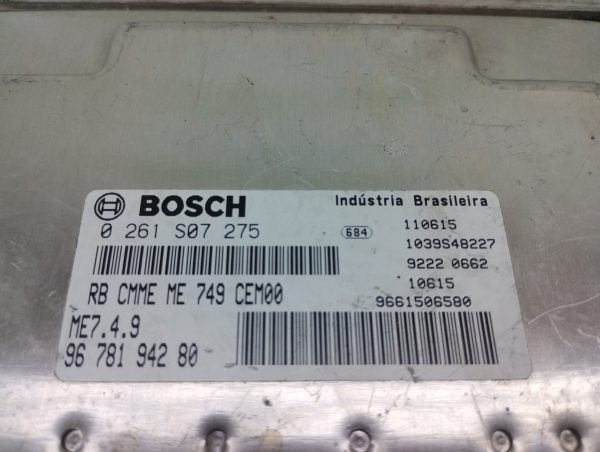 BOSCH
Indústria Brasileira
0 261 S07 275
684
110615
1039S48227
RB CMME ME 749 CEM00
9222 0662
10615
ME7.4.9
9661506580
96 781 942 80